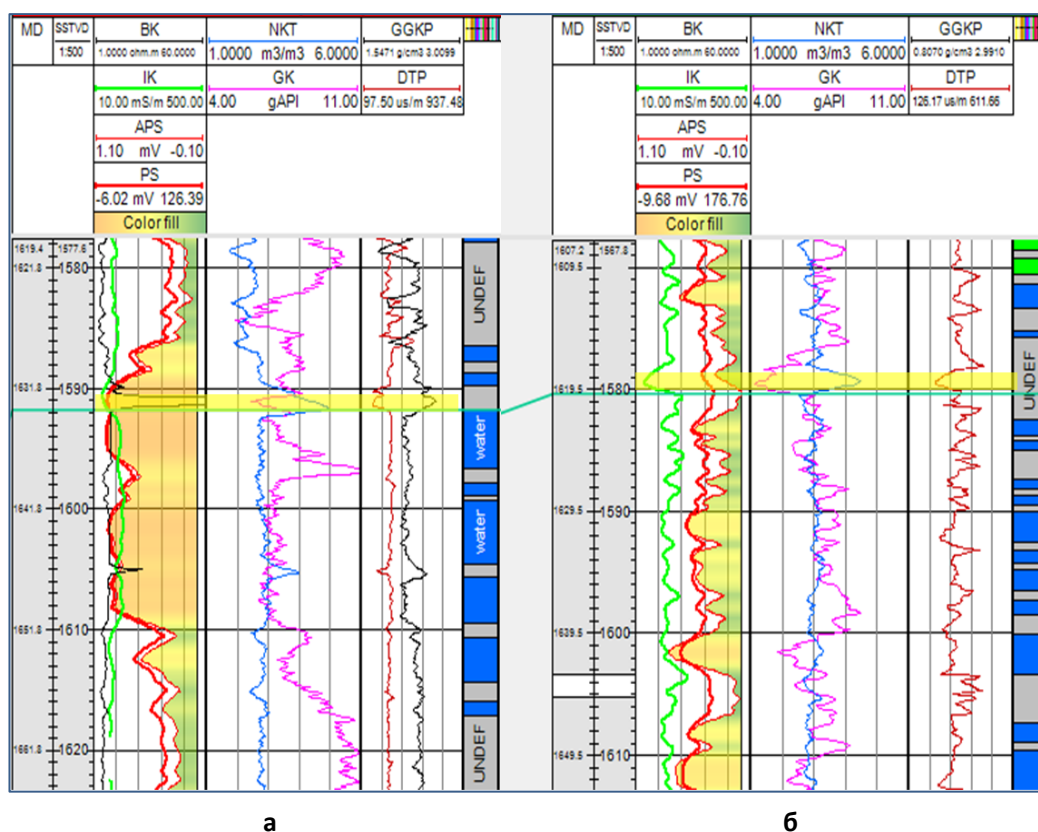 MD SSTVD BK NKT GGKP
1:500 1.0000 ohm.m 60.0000 1.0000 m3/m3 6.0000 1.5471 g/cm3 3.0099
IK GK DTP
10.00 mS/m 500.00 4.00 gAPI 11.00 97.50 us/m 937.48
APS
1.10 mV -0.10
PS
-6.02 mV 126.39
Color fill
1619.4 1577.6
1621.8 1580
UNDEF
1631.8 1590
water
1641.8 1600
water
1651.8 1610
1661.8 1620
UNDEF
а
MD SSTVD BK NKT GGKP
1:500 1.0000 ohm.m 60.0000 1.0000 m3/m3 6.0000 0.8070 g/cm3 2.9910
IK GK DTP
10.00 mS/m 500.00 4.00 gAPI 11.00 126.17 us/m 611.66
APS
1.10 mV -0.10
PS
-9.68 mV 176.76
Color fill
1607.2 1567.8
1609.5
UNDEF
1619.5 1580
1629.5 1590
1639.5 1600
1649.5 1610
б